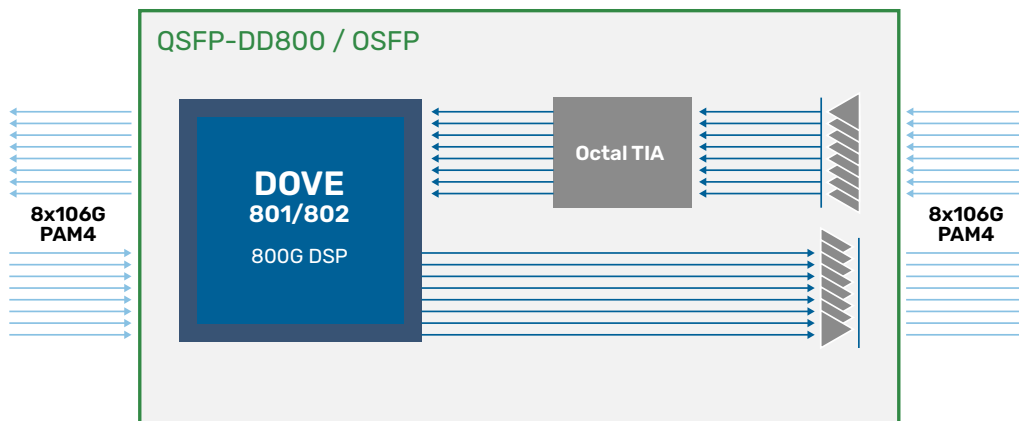 QSFP-DD800 / OSFP
DOVE
801/802
800G DSP
Octal TIA
8x106G
PAM4
8x106G
PAM4